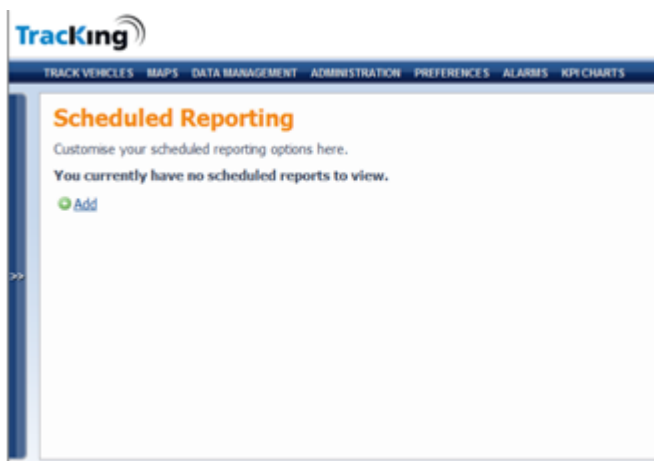 TracKing
TRACK VEHICLES MAPS DATA MANAGEMENT ADMINISTRATION PREFERENCES ALARMS KPI CHARTS
Scheduled Reporting
Customise your scheduled reporting options here.
You currently have no scheduled reports to view.
Add
>>